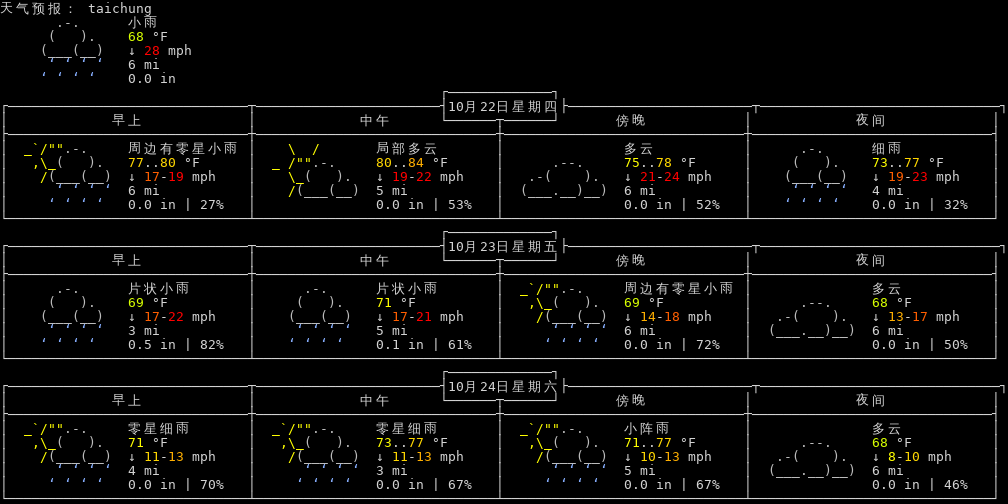 天气预报： taichung
小雨
68 °F
↓ 28 mph
6 mi
0.0 in
10月22日星期四
早上 中午 傍晚 夜间
周边有零星小雨 局部多云 多云 细雨
77..80 °F 80..84 °F 75..78 °F 73..77 °F
↓ 17-19 mph ↓ 19-22 mph ↓ 21-24 mph ↓ 19-23 mph
6 mi 5 mi 6 mi 4 mi
0.0 in | 27% 0.0 in | 53% 0.0 in | 52% 0.0 in | 32%
10月23日星期五
早上 中午 傍晚 夜间
片状小雨 片状小雨 周边有零星小雨 多云
69 °F 71 °F 69 °F 68 °F
↓ 17-22 mph ↓ 17-21 mph ↓ 14-18 mph ↓ 13-17 mph
3 mi 5 mi 6 mi 6 mi
0.5 in | 82% 0.1 in | 61% 0.0 in | 72% 0.0 in | 50%
10月24日星期六
早上 中午 傍晚 夜间
零星细雨 零星细雨 小阵雨 多云
71 °F 73..77 °F 71..77 °F 68 °F
↓ 11-13 mph ↓ 11-13 mph ↓ 10-13 mph ↓ 8-10 mph
4 mi 3 mi 5 mi 6 mi
0.0 in | 70% 0.0 in | 67% 0.0 in | 67% 0.0 in | 46%